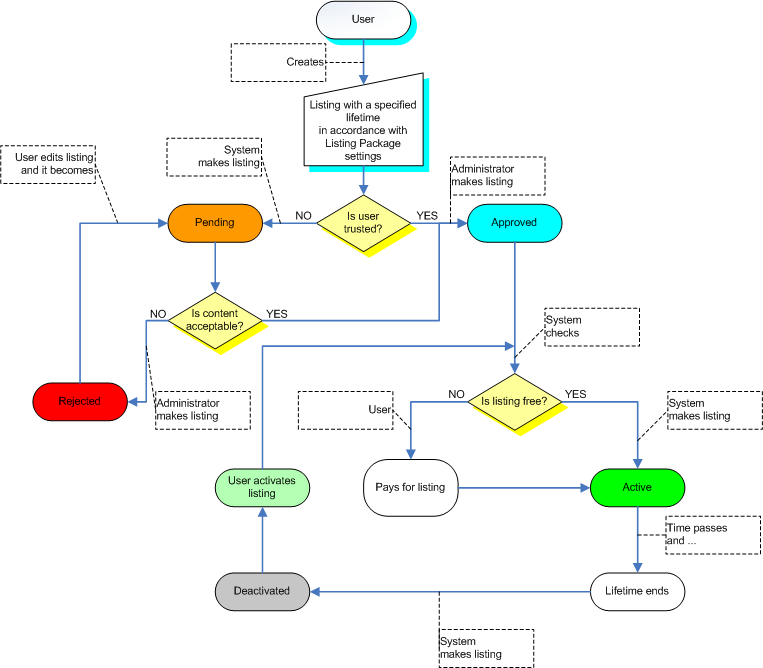 User
Creates
Listing with a specified
lifetime
in accordance with
Listing Package
settings
User edits listing
and it becomes
System
makes listing
Administrator
makes listing
Pending
NO
Is user
trusted?
YES
Approved
NO
Is content
acceptable?
YES
System
checks
Rejected
Administrator
makes listing
User
NO
Is listing free?
YES
System
makes listing
User activates
listing
Pays for listing
Active
Time passes
and ...
Deactivated
Lifetime ends
System
makes listing